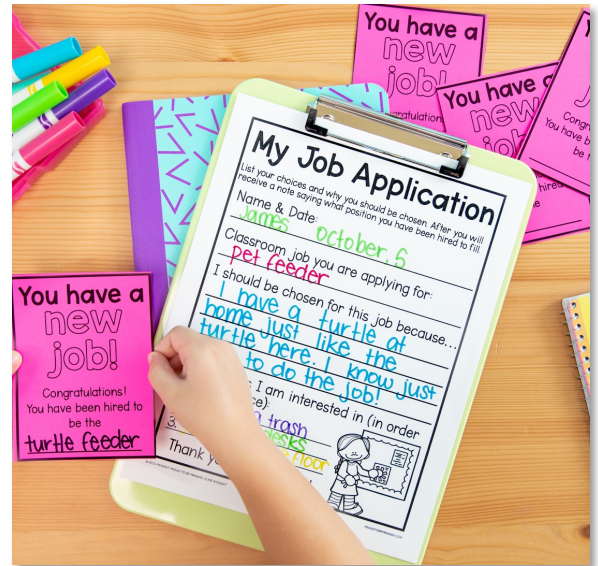 You have a
new
job!
Congratulations!
You have been hired to
be the
turtle feeder
My Job Application
List your choices and why you should be chosen. After you will
receive a note saying what position you have been hired to fill.
Name & Date:
James october, 5
Classroom job you are applying for:
pet feeder
I should be chosen for this job because...
I have a turtle at
home just like the
turtle here. I know just
to do the job!
I am interested in (in order
trash
desks
floor
Thank
You have a
new
job!
You have a
new